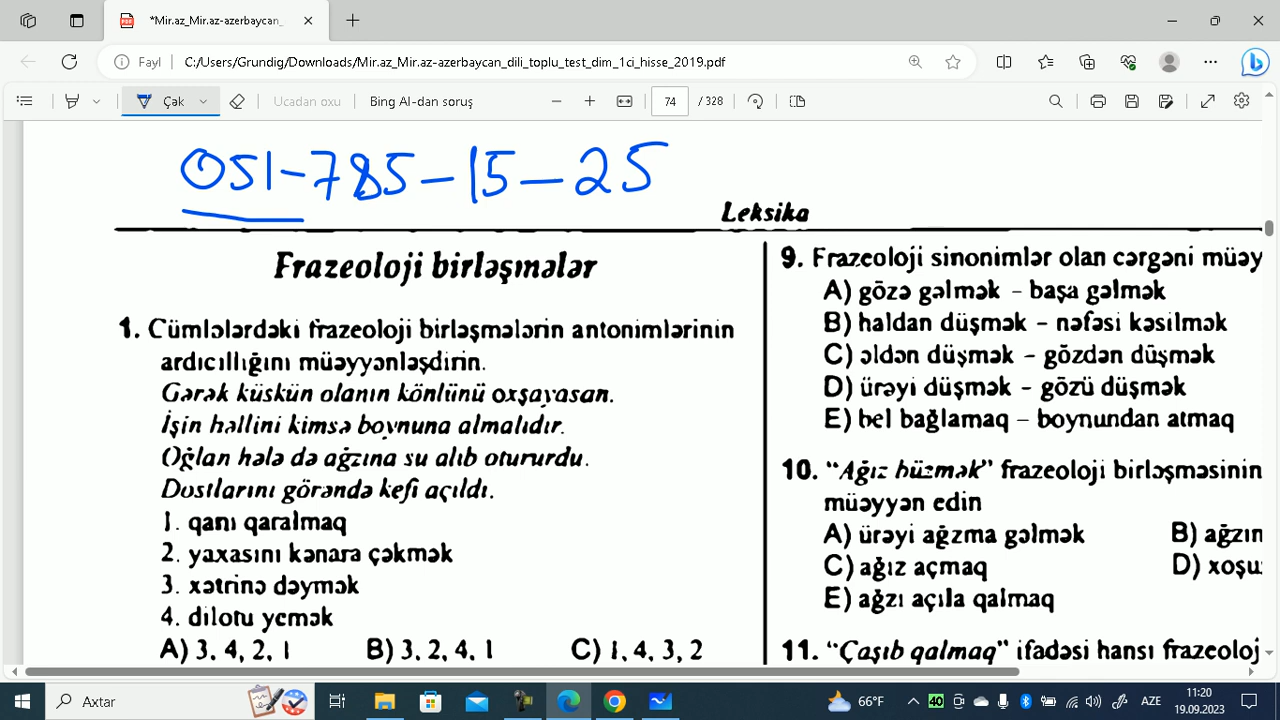 *Mir.az_Mir.az-azerbaycan_
Fayl C:/Users/Grundig/Downloads/Mir.az_Mir.az-azerbaycan_dili_toplu_test_dim_1ci_hisse_2019.pdf
Çək Ucadan oxu Bing AI-dan soruş 74 / 328
051-785-15-25
Leksika
Frazeoloji birləşmələr
1. Cümlələrdəki frazeoloji birləşmələrin antonimlərinin
ardıcıllığını müəyyənləşdirin.
Gərək küskün olanın könlünü oxşayasan.
İşin həllini kimsə boynuna almalıdır.
Oğlan hələ də ağzına su alıb otururdu.
Dostlarını görəndə kefi açıldı.
1. qanı qaralmaq
2. yaxasını kənara çəkmək
3. xətrinə dəymək
4. dilotu yemək
A) 3, 4, 2, 1 B) 3, 2, 4, 1 C) 1, 4, 3, 2
9. Frazeoloji sinonimlər olan cərgəni müəy
A) gözə gəlmək – başa gəlmək
B) haldan düşmək – nəfəsi kəsilmək
C) əldən düşmək – gözdən düşmək
D) ürəyi düşmək – gözü düşmək
E) bel bağlamaq – boynundan atmaq
10. “Ağız büzmək” frazeoloji birləşməsinin
müəyyən edin
A) ürəyi ağzma gəlmək B) ağzın
C) ağız açmaq D) xoşu
E) ağzı açıla qalmaq
11. “Çaşıb qalmaq” ifadəsi hansı frazeoloj
Axtar 66°F 40 AZE 11:20
19.09.2023